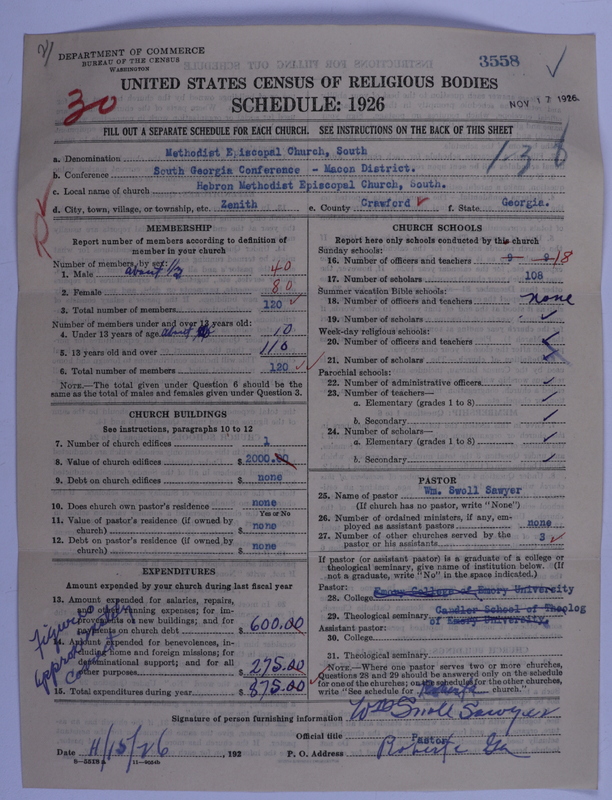 DEPARTMENT OF COMMERCE
BUREAU OF THE CENSUS
WASHINGTON
3558
UNITED STATES CENSUS OF RELIGIOUS BODIES
30
SCHEDULE: 1926
NOV 17 1926
FILL OUT A SEPARATE SCHEDULE FOR EACH CHURCH. SEE INSTRUCTIONS ON THE BACK OF THIS SHEET
136
a. Denomination Methodist Episcopal Church, South
b. Conference South Georgia Conference - Macon District.
c. Local name of church Hebron Methodist Episcopal Church, South.
d. City, town, village, or township, etc. Zenith e. County Crawford f. State Georgia.
MEMBERSHIP
Report number of members according to definition of
member in your church
Number of members, by sex:
1. Male about 1/3 40
2. Female 80
3. Total number of members 120
Number of members under and over 13 years old:
4. Under 13 years of age about 10
5. 13 years old and over 110
6. Total number of members 120
NOTE.—The total given under Question 6 should be
same as the total of males and females given under Question 3.
CHURCH BUILDINGS
See instructions, paragraphs 10 to 12
7. Number of church edifices 1
8. Value of church edifices $ 2000.00
9. Debt on church edifices $ none
10. Does church own pastor's residence none
Yes or No
11. Value of pastor's residence (if owned by
church) $ none
12. Debt on pastor's residence (if owned by
church) $ none
EXPENDITURES
Amount expended by your church during last fiscal year
13. Amount expended for salaries, repairs,
and running expenses; for im-
provements or new buildings; and for
payments on church debt $ 600.00
14. Amount expended for benevolences, in-
cluding home and foreign missions; for
denominational support; and for all
other purposes $ 275.00
15. Total expenditures during year $ 875.00
Figures
approximately
correct
CHURCH SCHOOLS
Report here only schools conducted by this church
Sunday schools:
16. Number of officers and teachers 9 9 18
17. Number of scholars 108
Summer vacation Bible schools:
18. Number of officers and teachers none
19. Number of scholars
Week-day religious schools:
20. Number of officers and teachers
21. Number of scholars
Parochial schools:
22. Number of administrative officers
23. Number of teachers—
a. Elementary (grades 1 to 8)
b. Secondary
24. Number of scholars—
a. Elementary (grades 1 to 8)
b. Secondary
PASTOR
25. Name of pastor Wm. Swoll Sawyer
(If church has no pastor, write "None")
26. Number of ordained ministers, if any, em-
ployed as assistant pastors none
27. Number of other churches served by the
pastor or his assistants 3
If pastor (or assistant pastor) is a graduate of a college or
theological seminary, give name of institution below. (If
not a graduate, write "No" in the space indicated.)
Pastor:
28. College Emory College of Emory University
29. Theological seminary Candler School of Theolog
of Emory University.
Assistant pastor:
30. College
31. Theological seminary
NOTE.—Where one pastor serves two or more churches,
Questions 28 and 29 should be answered only on the schedule
for one of the churches; on the schedules for the other churches,
write "See schedule for Roberta church."
Signature of person furnishing information Wm Swoll Sawyer
Official title Pastor
Date 11/15/26, 192 P. O. Address Roberta Ga
8-551B a 11-9024b